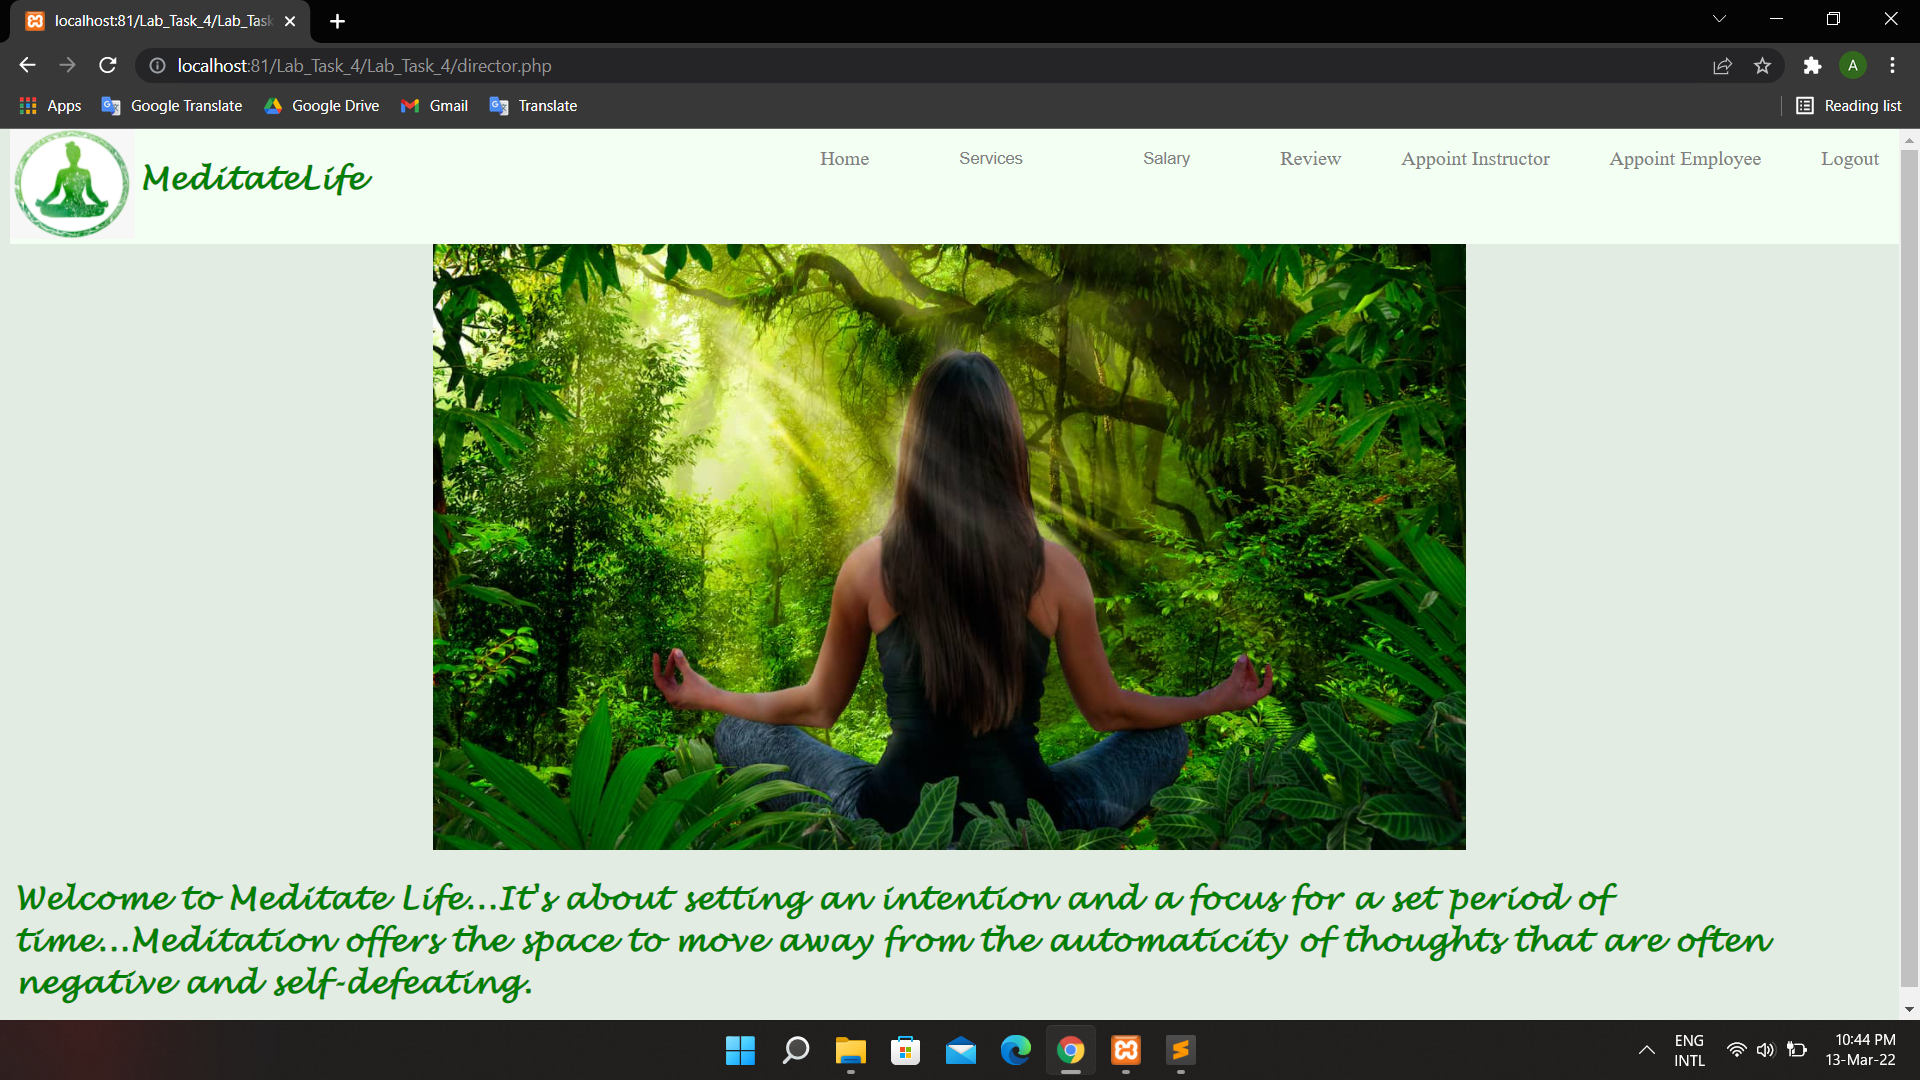 localhost:81/Lab_Task_4/Lab_Task
localhost:81/Lab_Task_4/Lab_Task_4/director.php
A
Apps Google Translate Google Drive Gmail Translate Reading list
MeditateLife
Home Services Salary Review Appoint Instructor Appoint Employee Logout
Welcome to Meditate Life...It's about setting an intention and a focus for a set period of
time...Meditation offers the space to move away from the automaticity of thoughts that are often
negative and self-defeating.
ENG
INTL
10:44 PM
13-Mar-22